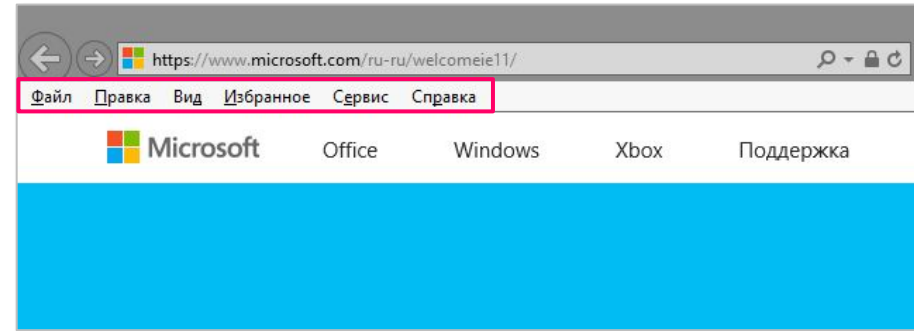 https://www.microsoft.com/ru-ru/welcomeie11/
Файл Правка Вид Избранное Сервис Справка
Microsoft Office Windows Xbox Поддержка